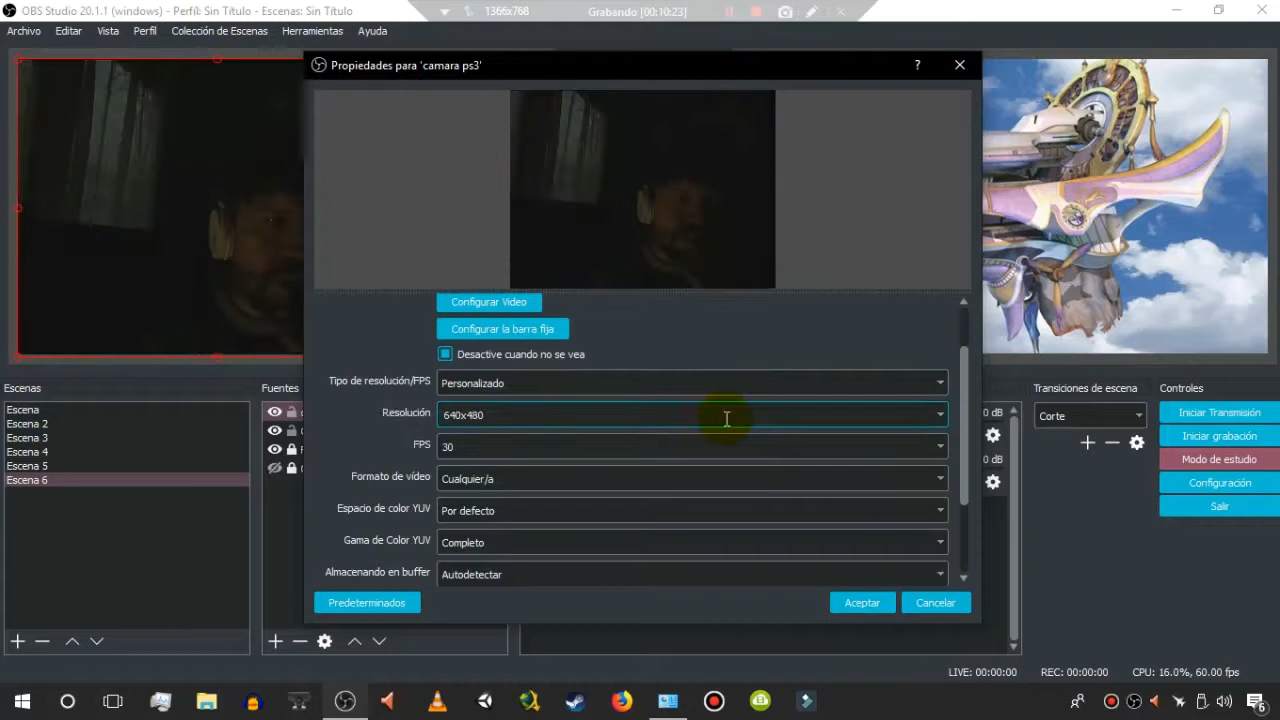 OBS Studio 20.1.1 (windows) - Perfil: Sin Título - Escenas: Sin Título
1366x768
Grabando [00:10:23]
Archivo Editar Vista Perfil Colección de Escenas Herramientas Ayuda
Propiedades para 'camara ps3'
?
Configurar Video
Configurar la barra fija
Desactive cuando no se vea
Tipo de resolución/FPS Personalizado
Resolución 640x480
FPS 30
Formato de vídeo Cualquier/a
Espacio de color YUV Por defecto
Gama de Color YUV Completo
Almacenando en buffer Autodetectar
Predeterminados Aceptar Cancelar
Escenas
Escena
Escena 2
Escena 3
Escena 4
Escena 5
Escena 6
Fuentes
0 dB
0 dB
Transiciones de escena
Corte
Controles
Iniciar Transmisión
Iniciar grabación
Modo de estudio
Configuración
Salir
LIVE: 00:00:00 REC: 00:00:00 CPU: 16.0%, 60.00 fps
6